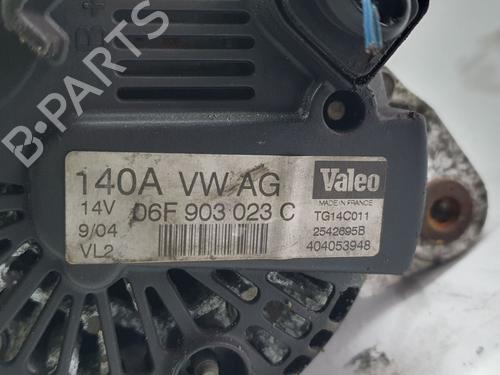 B+
B-PARTS
140A VW AG
14V 06F 903 023 C
9/04
VL2
Valeo
MADE IN FRANCE
TG14C011
2542695B
404053948